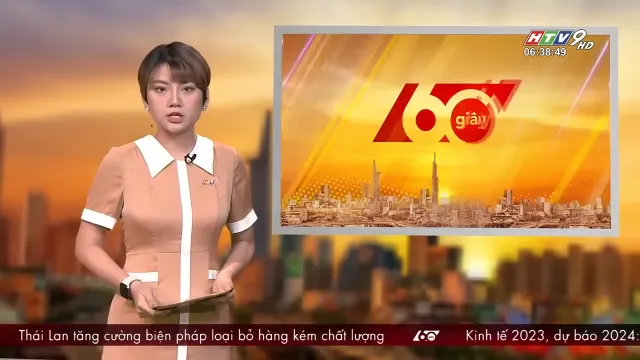 HTV9 HD
06:38:49
60
giây
Thái Lan tăng cường biện pháp loại bỏ hàng kém chất lượng
60
Kinh tế 2023, dự báo 2024: